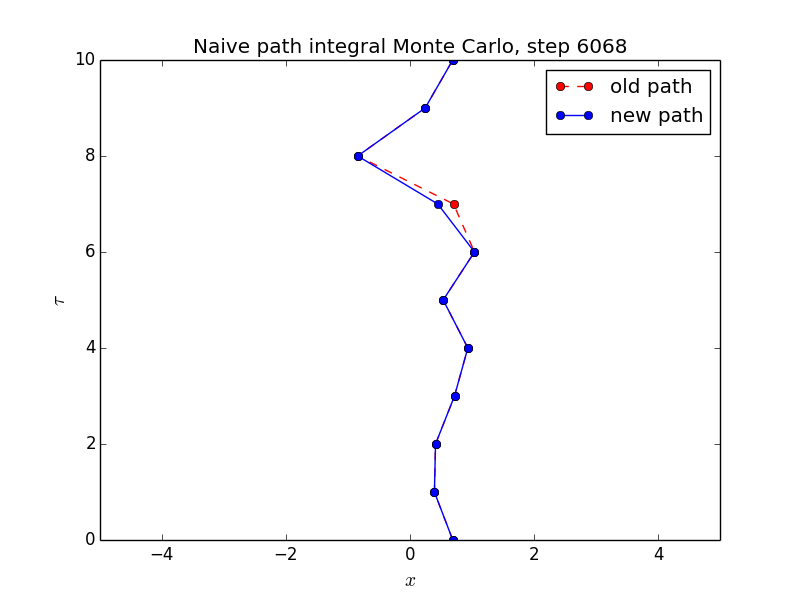 Naive path integral Monte Carlo, step 6068
old path
new path
10
8
6
4
2
0
τ
−4
−2
0
2
4
x